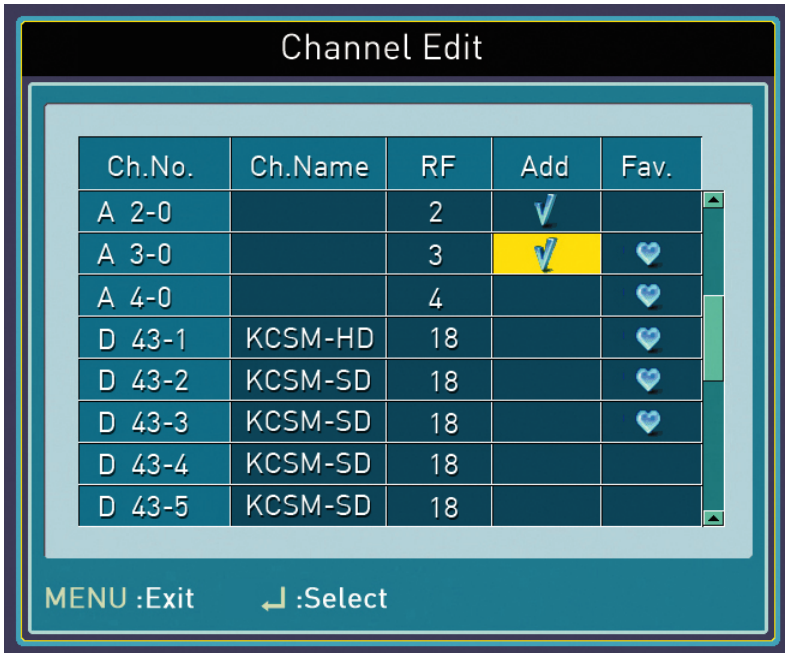 Channel Edit
Ch.No. Ch.Name RF Add Fav.
A 2-0 2
A 3-0 3
A 4-0 4
D 43-1 KCSM-HD 18
D 43-2 KCSM-SD 18
D 43-3 KCSM-SD 18
D 43-4 KCSM-SD 18
D 43-5 KCSM-SD 18
MENU :Exit :Select